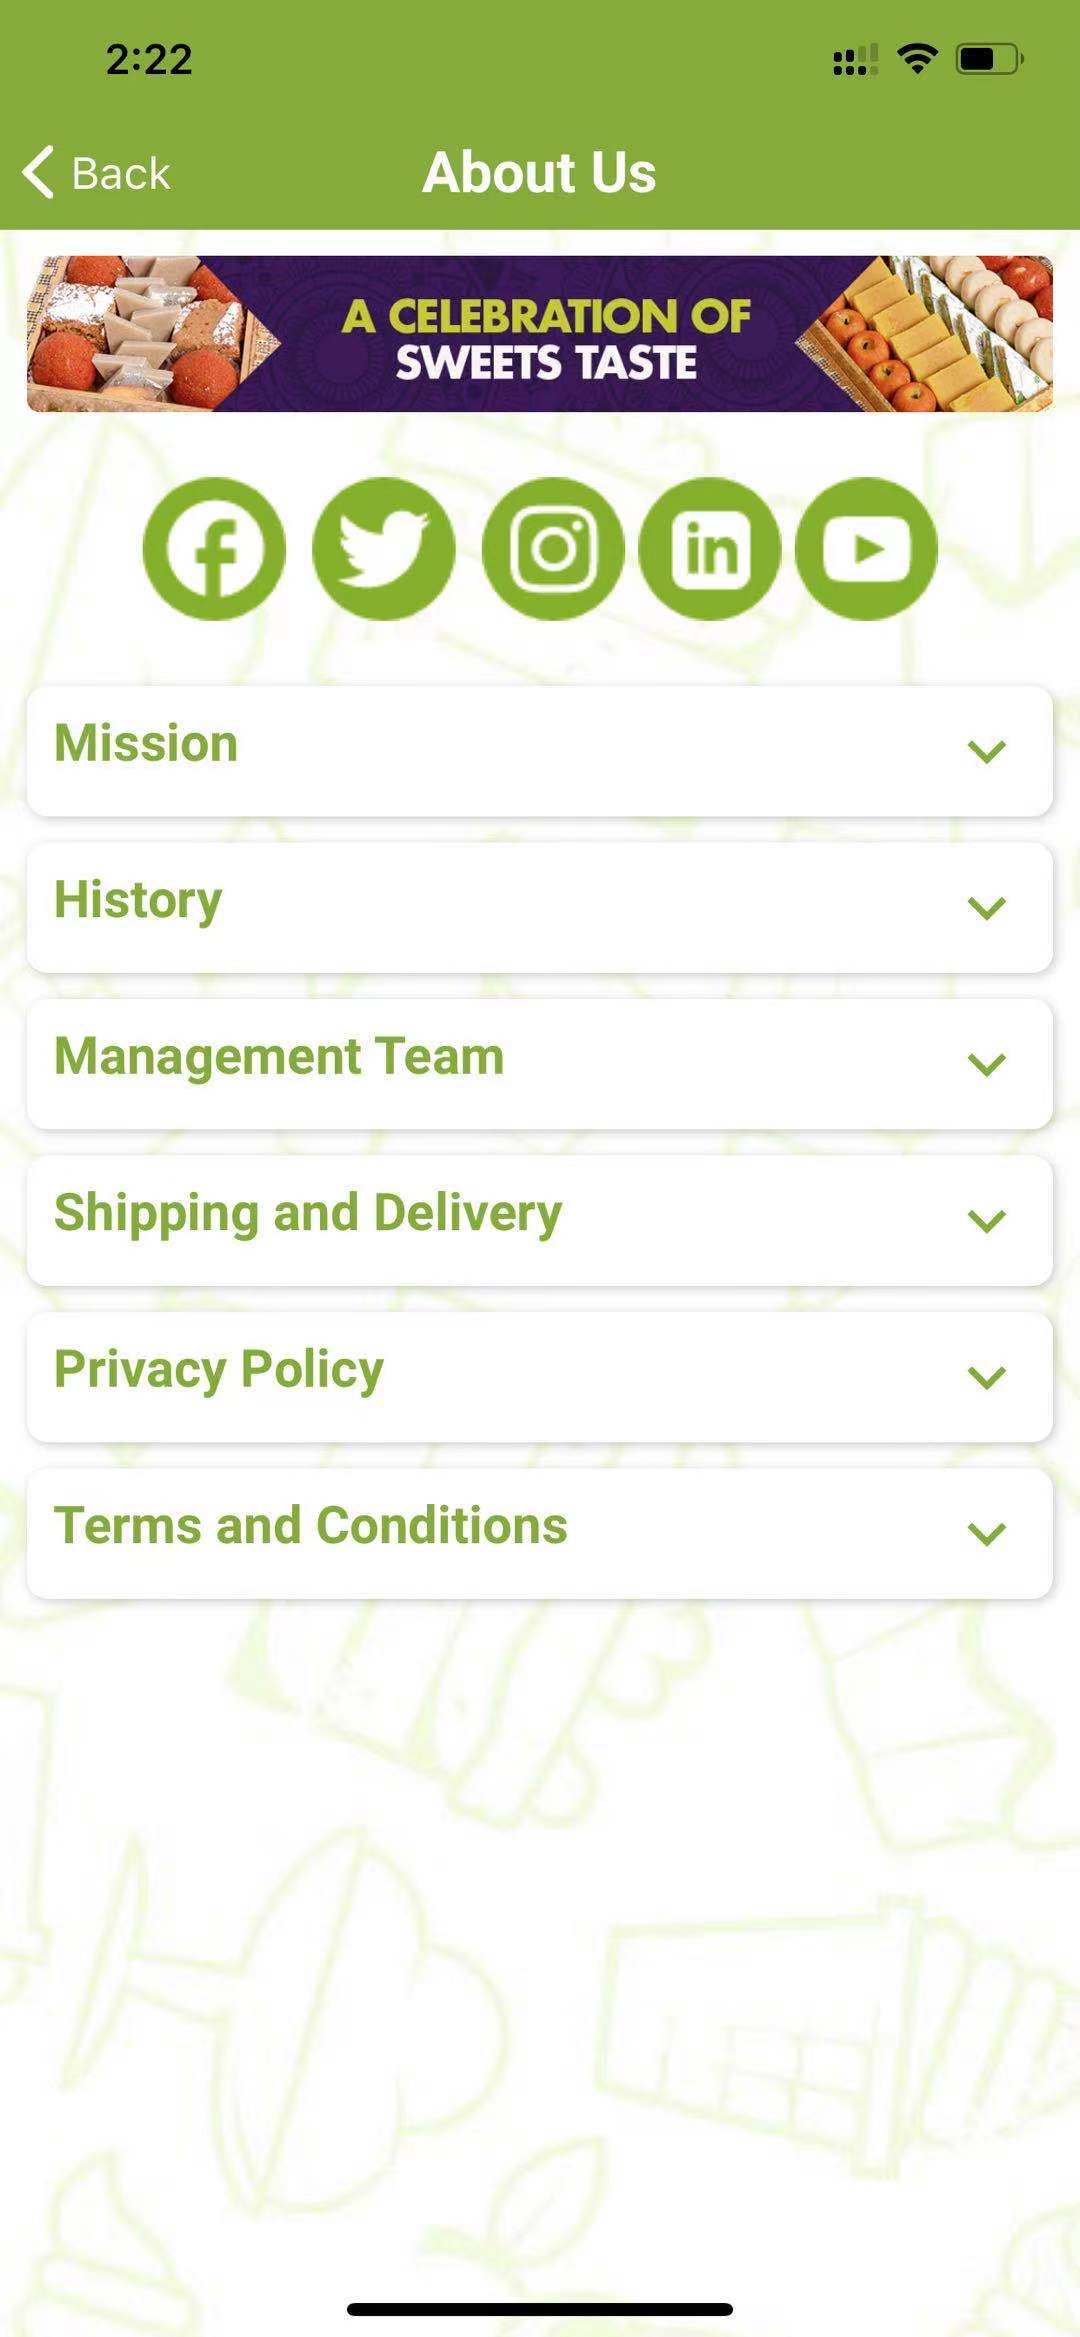 2:22
Back
About Us
A CELEBRATION OF
SWEETS TASTE
in
Mission
History
Management Team
Shipping and Delivery
Privacy Policy
Terms and Conditions